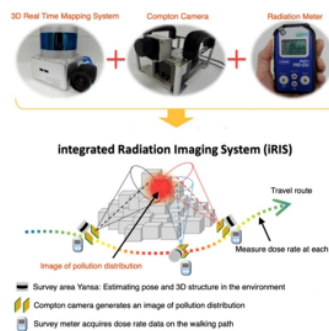 3D Real Time Mapping System
Compton Camera
Radiation Meter
integrated Radiation Imaging System (iRIS)
Travel route
Measure dose rate at each
Image of pollution distribution
Survey area Yansa: Estimating pose and 3D structure in the environment
Compton camera generates an image of pollution distribution
Survey meter acquires dose rate data on the walking path